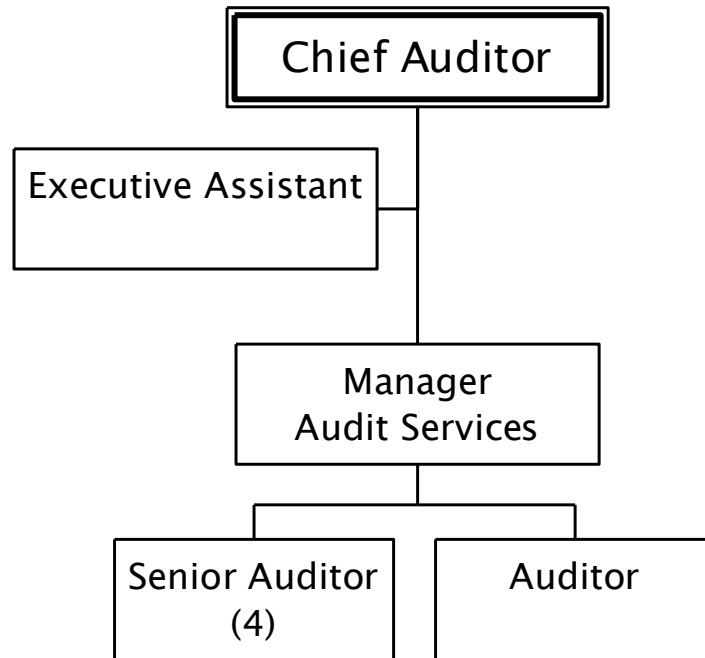 Chief Auditor
Executive Assistant
Manager
Audit Services
Senior Auditor
(4)
Auditor